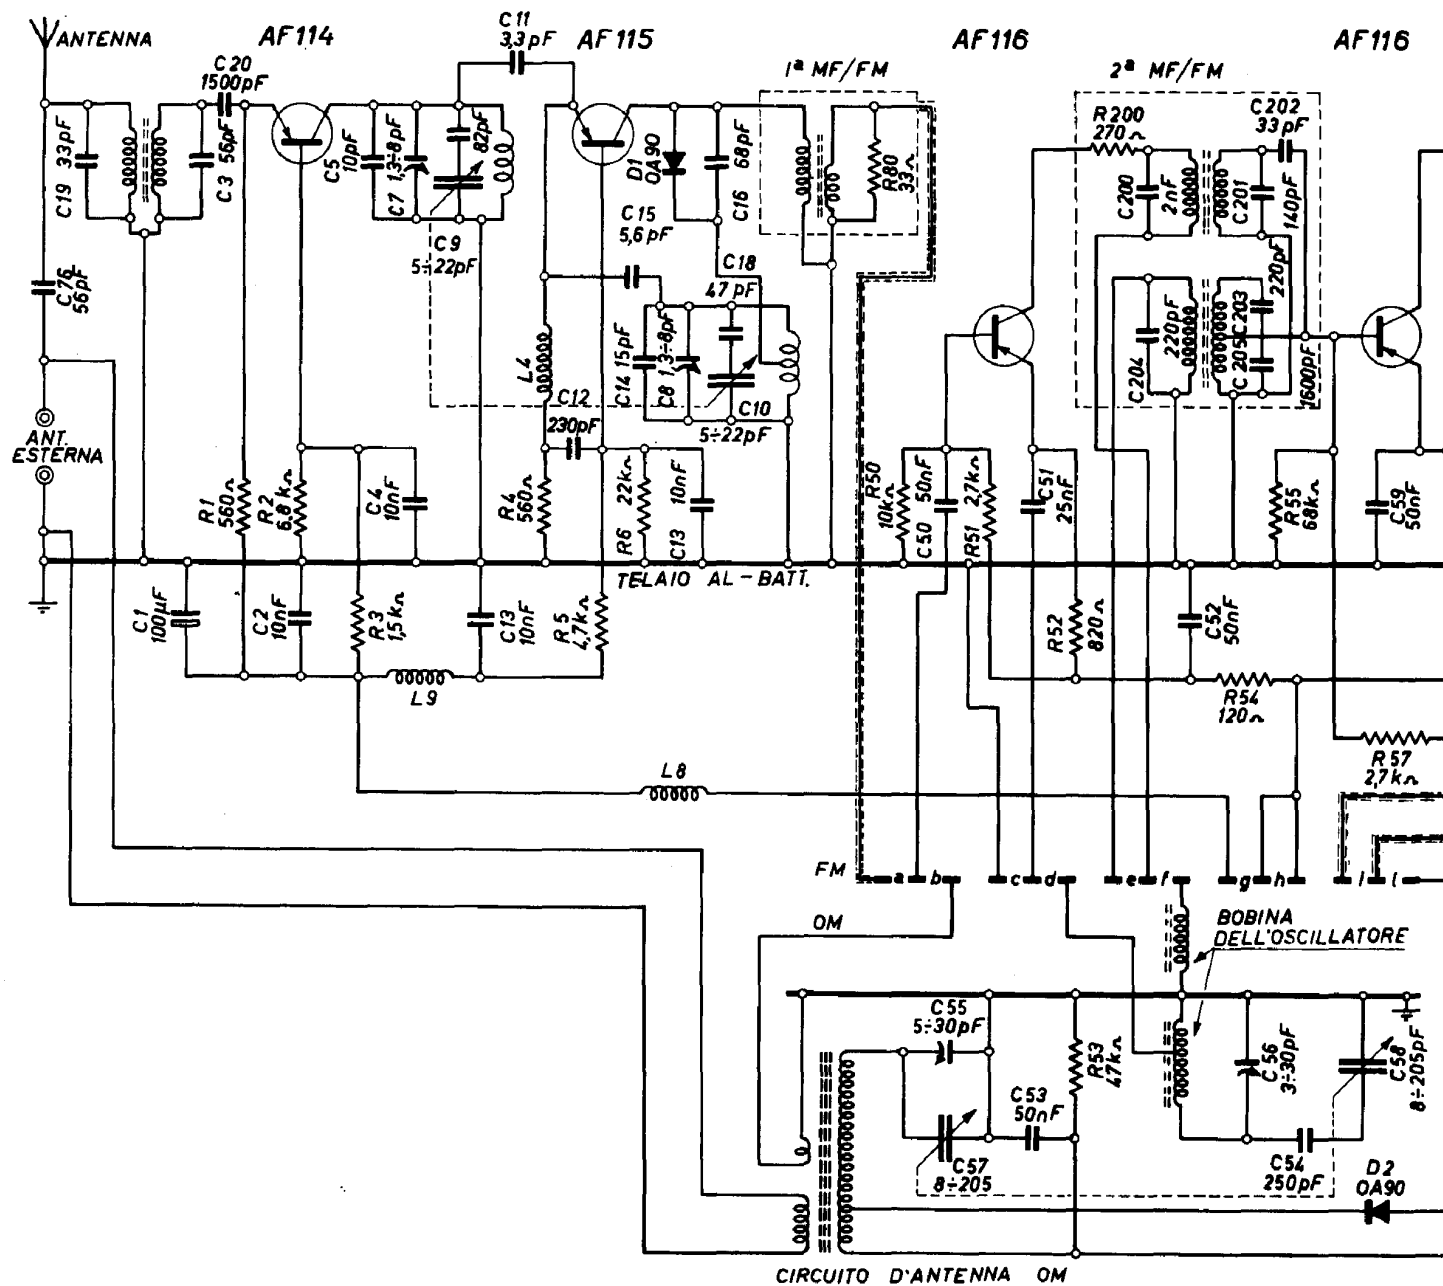 ANTENNA
AF114
C11
3,3pF
AF115
AF116
AF116
C20
1500pF
1ª MF/FM
2ª MF/FM
C19
33pF
C3
56pF
C5
10pF
C7
1,3÷8pF
82pF
D1
OA90
C16
68pF
R80
33Ω
R200
270Ω
C202
33pF
C200
2nF
C201
140pF
C76
56pF
C9
5÷22pF
C15
5,6pF
C18
47pF
220pF
C203
220pF
C204
C205
1600pF
L4
C14 15pF
C8 1,3÷8pF
C10
5÷22pF
C12
230pF
ANT.
ESTERNA
R1
560Ω
R2
6,8kΩ
C4
10nF
R4
560Ω
R6
22kΩ
C13
10nF
R50
10kΩ
C50
50nF
R51
27kΩ
C51
25nF
R55
68kΩ
C59
50nF
TELAIO AL - BATT.
C1
100µF
C2
10nF
R3
1,5kΩ
C13
10nF
R5
4,7kΩ
R52
820Ω
C52
50nF
L9
R54
120Ω
R57
2,7kΩ
L8
FM
a
b
c
d
e
f
g
h
i
l
OM
BOBINA
DELL'OSCILLATORE
C55
5÷30pF
R53
47kΩ
C56
3÷30pF
C58
8÷205pF
C53
50nF
C57
8÷205
C54
250pF
D2
OA90
CIRCUITO D'ANTENNA OM